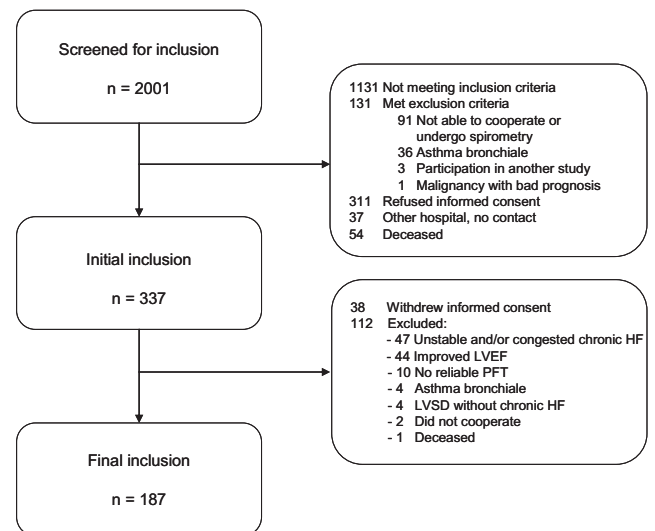 Screened for inclusion
n = 2001
1131 Not meeting inclusion criteria
131 Met exclusion criteria
91 Not able to cooperate or
undergo spirometry
36 Asthma bronchiale
3 Participation in another study
1 Malignancy with bad prognosis
311 Refused informed consent
37 Other hospital, no contact
54 Deceased
Initial inclusion
n = 337
38 Withdrew informed consent
112 Excluded:
- 47 Unstable and/or congested chronic HF
- 44 Improved LVEF
- 10 No reliable PFT
- 4 Asthma bronchiale
- 4 LVSD without chronic HF
- 2 Did not cooperate
- 1 Deceased
Final inclusion
n = 187